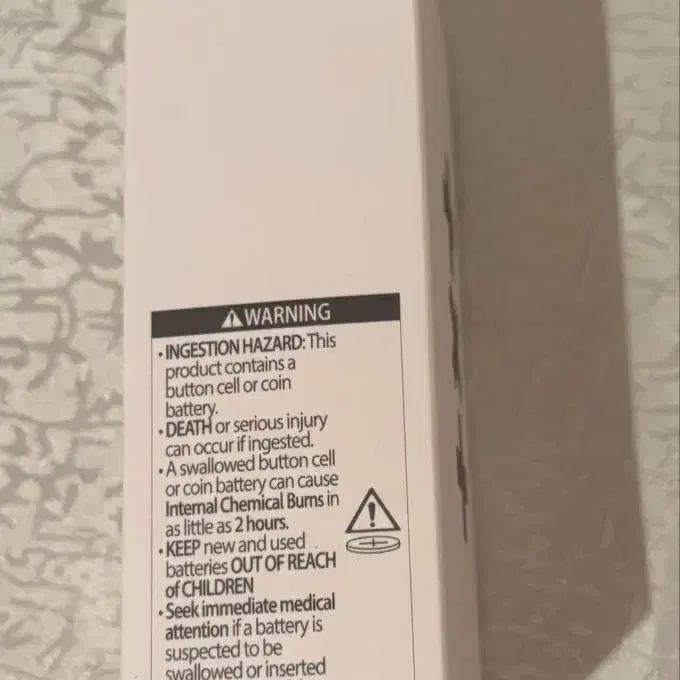 ⚠ WARNING
• INGESTION HAZARD: This
product contains a
button cell or coin
battery.
• DEATH or serious injury
can occur if ingested.
• A swallowed button cell
or coin battery can cause
Internal Chemical Burns in
as little as 2 hours.
• KEEP new and used
batteries OUT OF REACH
of CHILDREN
• Seek immediate medical
attention if a battery is
suspected to be
swallowed or inserted